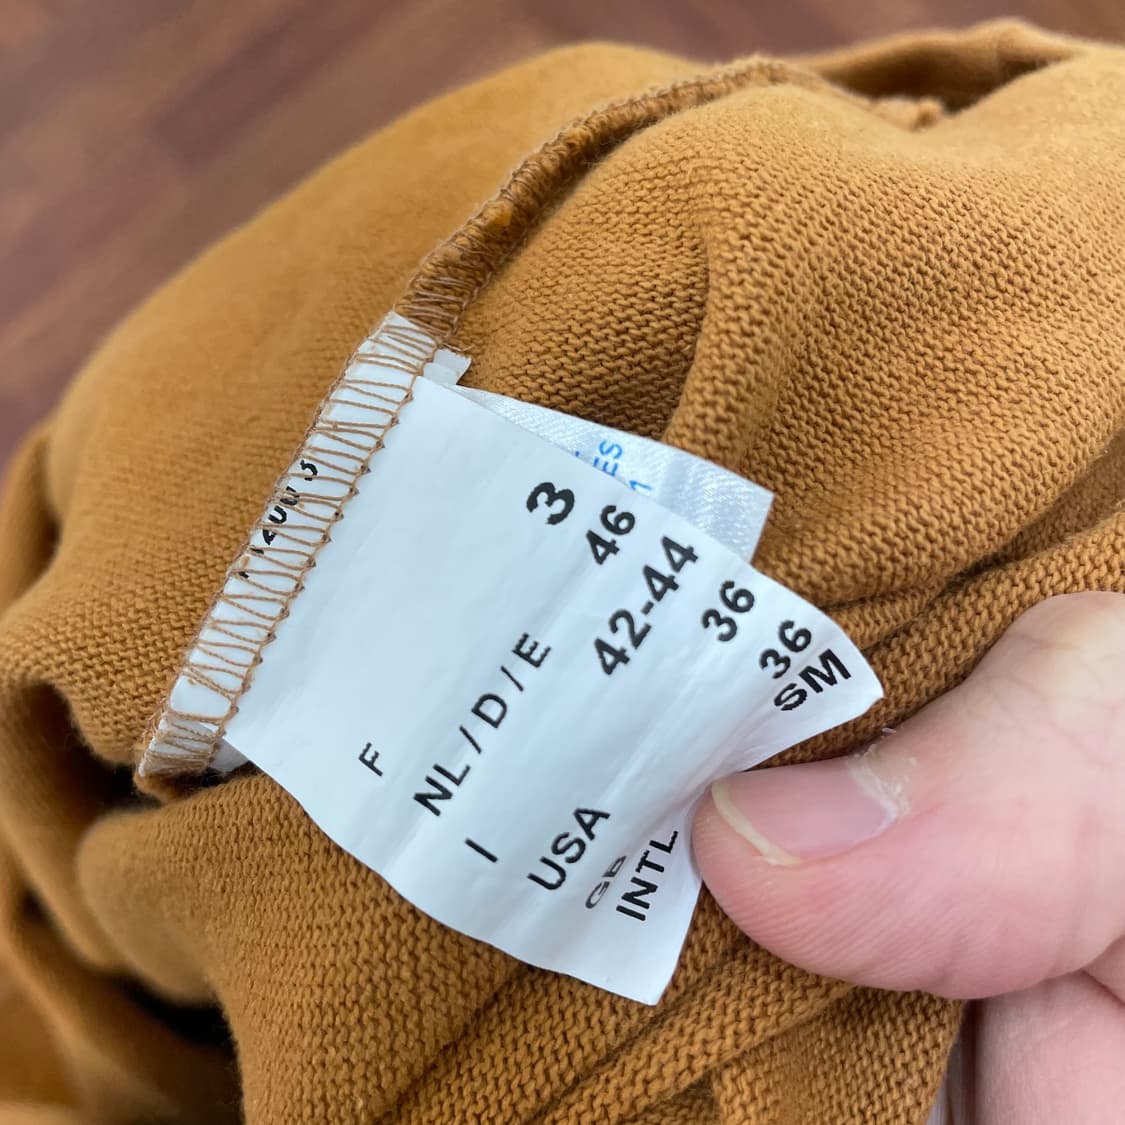 F 3
NL/D/E 46
I 42-44
USA 36
GB 36
INTL SM